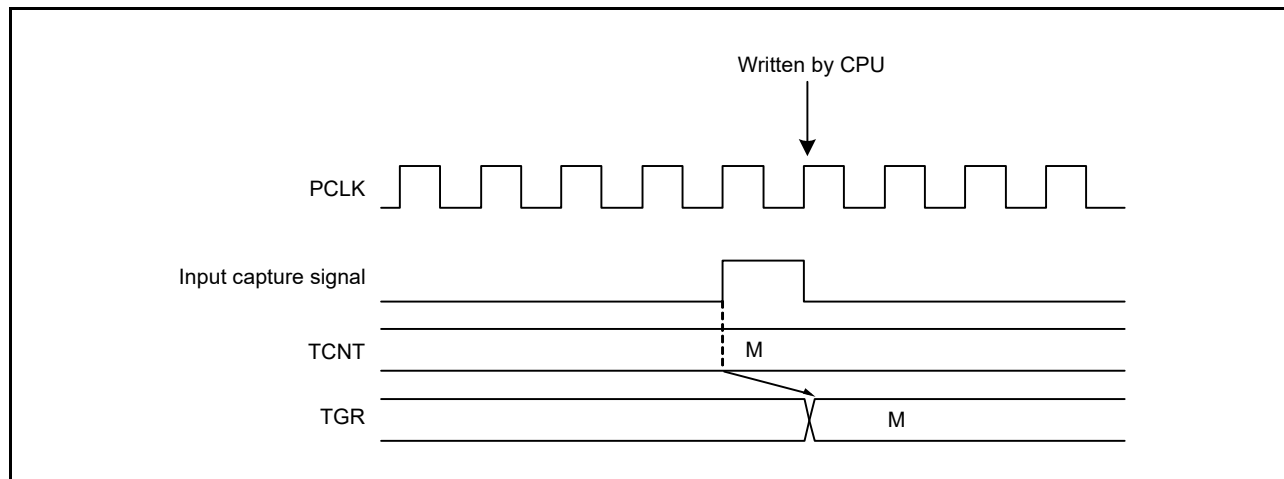 Written by CPU
PCLK
Input capture signal
TCNT
M
TGR
M